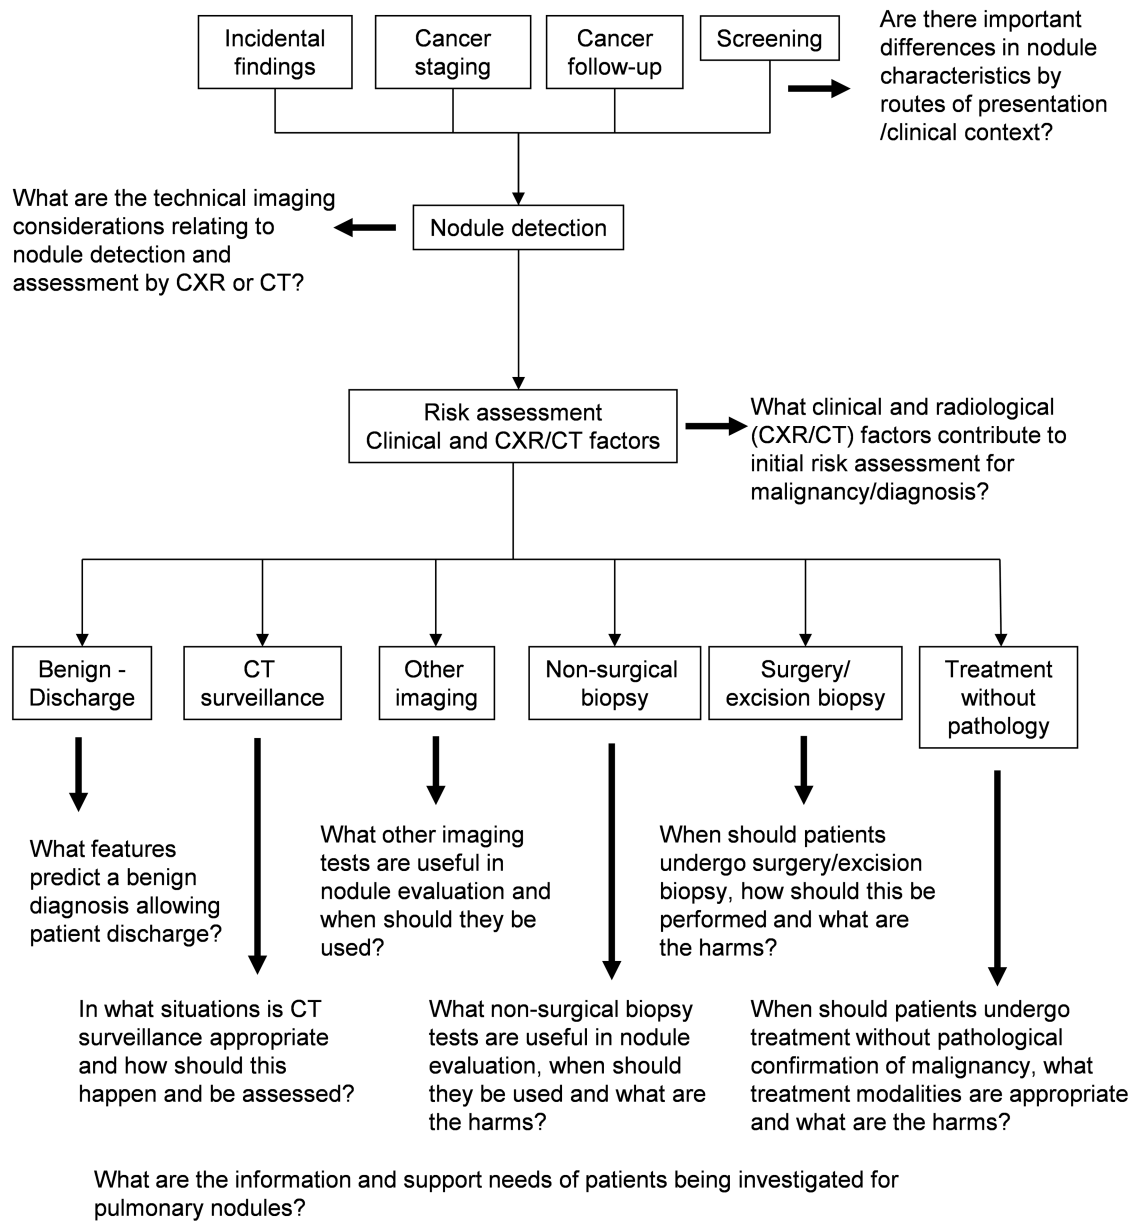 Incidental
findings
Cancer
staging
Cancer
follow-up
Screening
Are there important
differences in nodule
characteristics by
routes of presentation
/clinical context?
What are the technical imaging
considerations relating to
nodule detection and
assessment by CXR or CT?
Nodule detection
Risk assessment
Clinical and CXR/CT factors
What clinical and radiological
(CXR/CT) factors contribute to
initial risk assessment for
malignancy/diagnosis?
Benign -
Discharge
CT
surveillance
Other
imaging
Non-surgical
biopsy
Surgery/
excision biopsy
Treatment
without
pathology
What features
predict a benign
diagnosis allowing
patient discharge?
What other imaging
tests are useful in
nodule evaluation and
when should they be
used?
When should patients
undergo surgery/excision
biopsy, how should this be
performed and what are
the harms?
In what situations is CT
surveillance appropriate
and how should this
happen and be assessed?
What non-surgical biopsy
tests are useful in nodule
evaluation, when should
they be used and what are
the harms?
When should patients undergo
treatment without pathological
confirmation of malignancy, what
treatment modalities are appropriate
and what are the harms?
What are the information and support needs of patients being investigated for
pulmonary nodules?